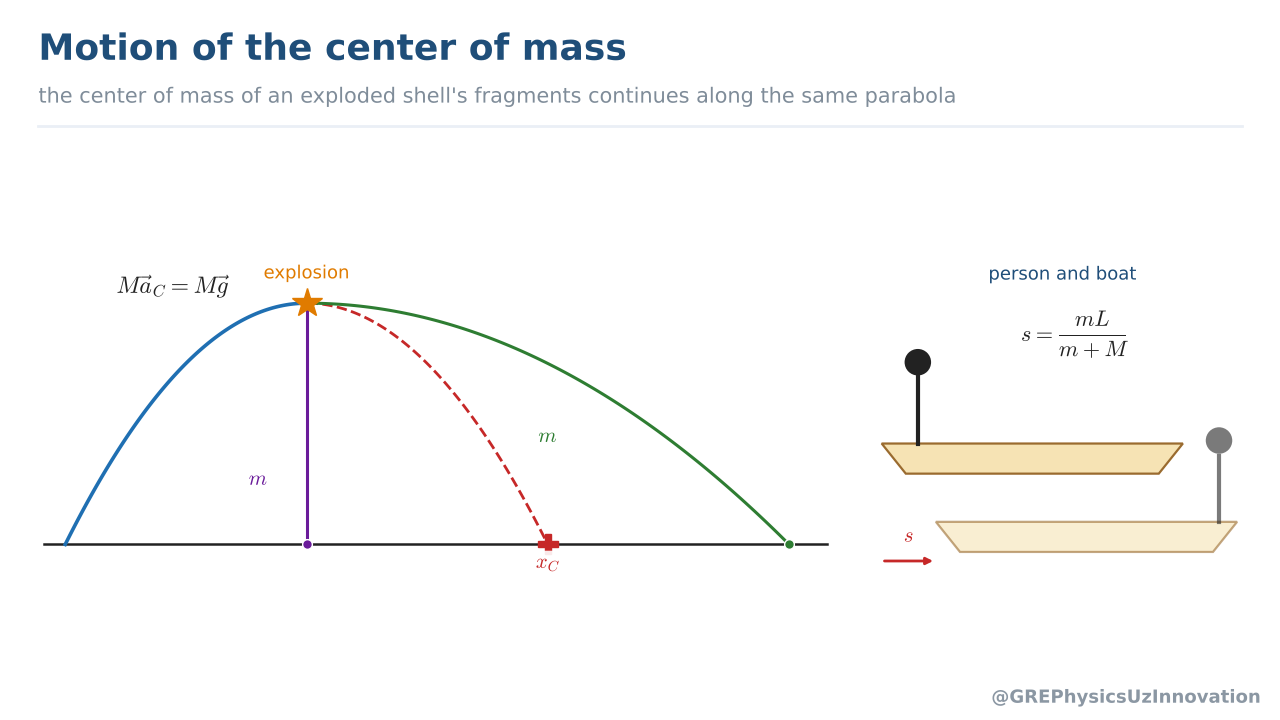 Motion of the center of mass
the center of mass of an exploded shell's fragments continues along the same parabola
$M\vec{a}_C = M\vec{g}$
explosion
m
m
$x_C$
person and boat
$s = \dfrac{mL}{m + M}$
s
@GREPhysicsUzInnovation